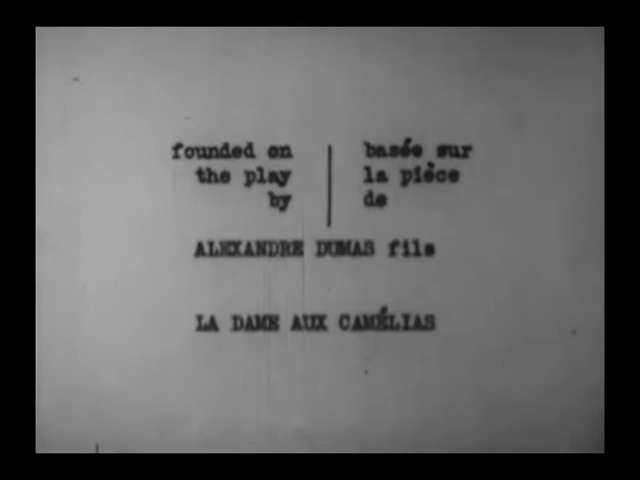 founded on
the play
by
basée sur
la pièce
de
ALEXANDRE DUMAS fils
LA DAME AUX CAMÉLIAS